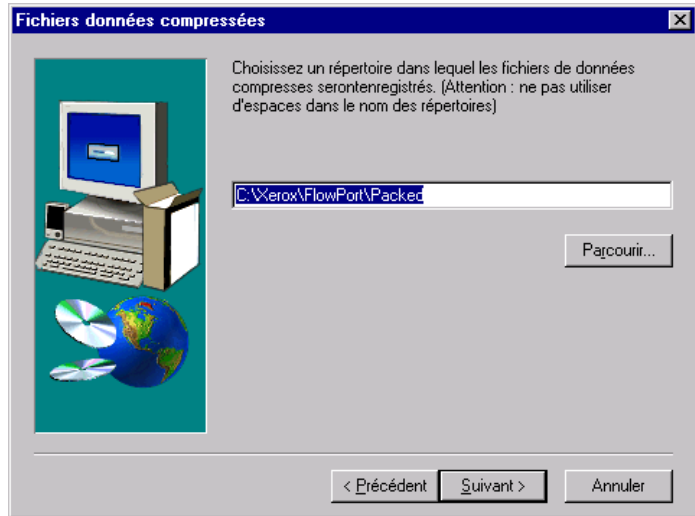 Fichiers données compressées
Choisissez un répertoire dans lequel les fichiers de données
compresses serontenregistrés. (Attention : ne pas utiliser
d'espaces dans le nom des répertoires)
C:\Xerox\FlowPort\Packed
Parcourir...
< Précédent
Suivant >
Annuler